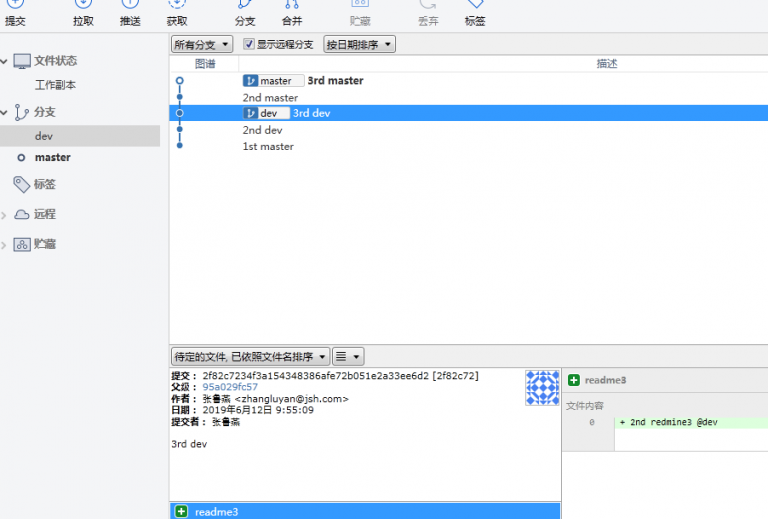 提交 拉取 推送 获取 分支 合并 贮藏 丢弃 标签
文件状态
工作副本
分支
dev
master
标签
远程
贮藏
所有分支 显示远程分支 按日期排序
图谱 描述
master 3rd master
2nd master
dev 3rd dev
2nd dev
1st master
待定的文件, 已依照文件名排序
提交： 2f82c7234f3a154348386afe72b051e2a33ee6d2 [2f82c72]
父级： 95a029fc57
作者： 张鲁燕 <zhangluyan@jsh.com>
日期： 2019年6月12日 9:55:09
提交者： 张鲁燕
3rd dev
readme3
readme3
文件内容
0 + 2nd redmine3 @dev